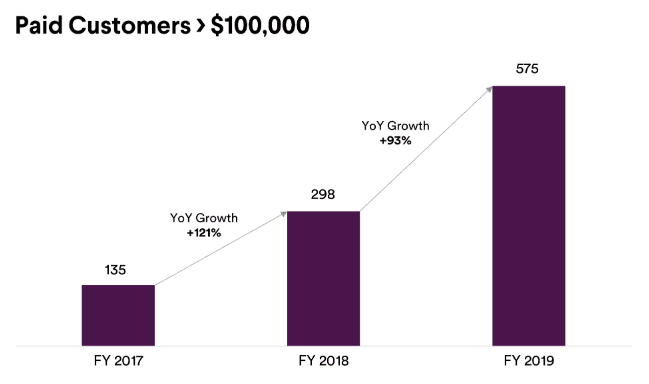 Paid Customers > $100,000
575
YoY Growth
+93%
298
YoY Growth
+121%
135
FY 2017
FY 2018
FY 2019